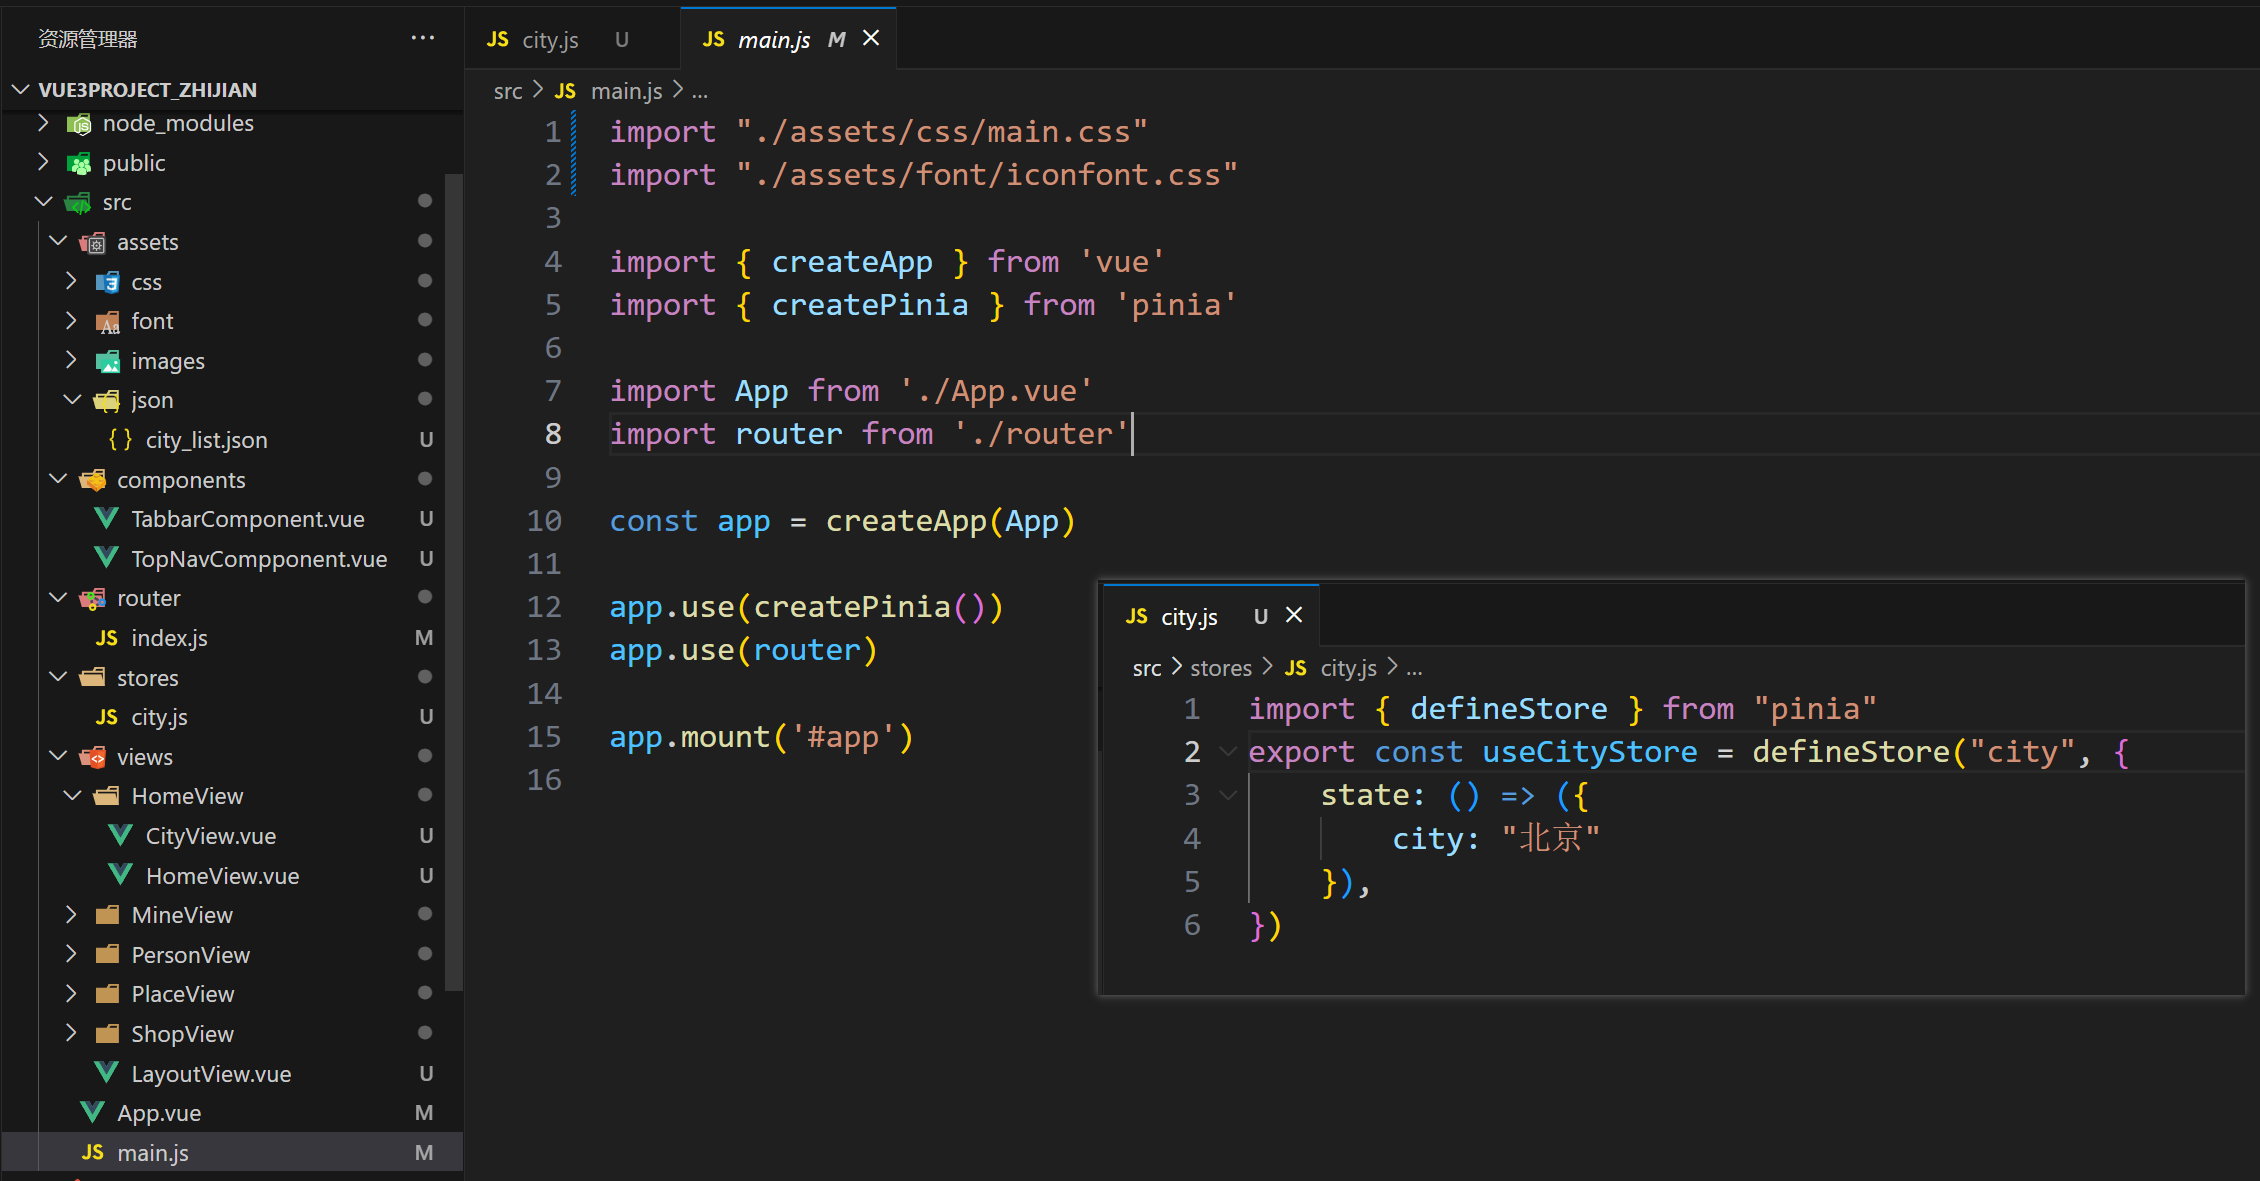 资源管理器
VUE3PROJECT_ZHIJIAN
node_modules
public
src
assets
css
font
images
json
city_list.json U
components
TabbarComponent.vue U
TopNavCompponent.vue U
router
index.js M
stores
city.js U
views
HomeView
CityView.vue U
HomeView.vue U
MineView
PersonView
PlaceView
ShopView
LayoutView.vue U
App.vue M
main.js M
JS city.js U
JS main.js M
src > JS main.js > ...
1 import "./assets/css/main.css"
2 import "./assets/font/iconfont.css"
3
4 import { createApp } from 'vue'
5 import { createPinia } from 'pinia'
6
7 import App from './App.vue'
8 import router from './router'
9
10 const app = createApp(App)
11
12 app.use(createPinia())
13 app.use(router)
14
15 app.mount('#app')
16
JS city.js U
src > stores > JS city.js > ...
1 import { defineStore } from "pinia"
2 export const useCityStore = defineStore("city", {
3 state: () => ({
4 city: "北京"
5 }),
6 })